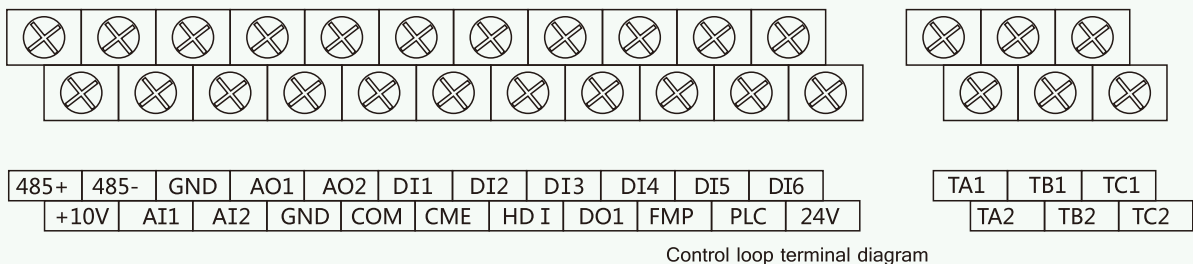 485+ 485- GND AO1 AO2 DI1 DI2 DI3 DI4 DI5 DI6 TA1 TB1 TC1
+10V AI1 AI2 GND COM CME HD I DO1 FMP PLC 24V TA2 TB2 TC2
Control loop terminal diagram